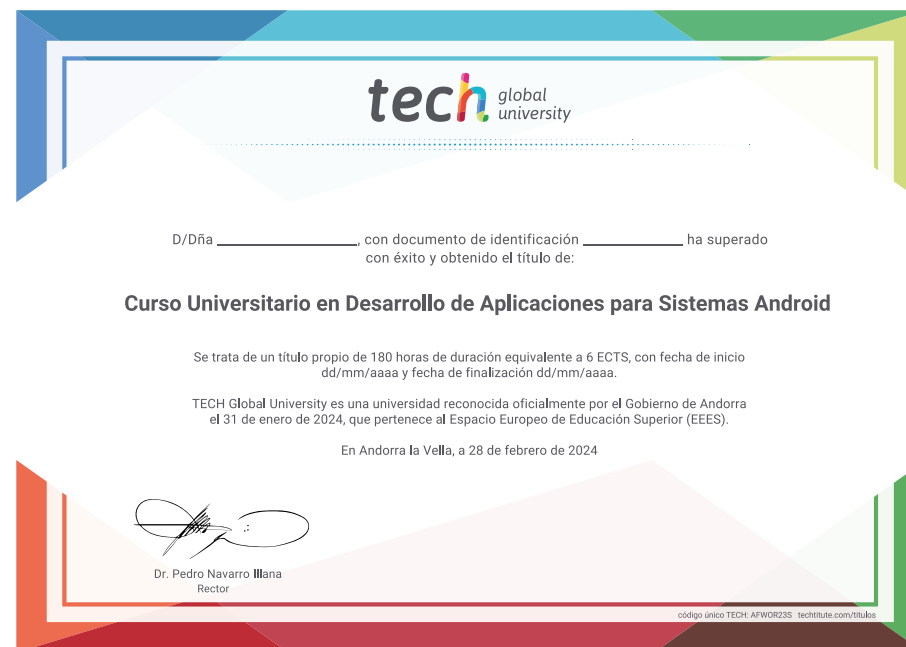 tech global university
D/Dña ____________________, con documento de identificación ______________ ha superado
con éxito y obtenido el título de:
Curso Universitario en Desarrollo de Aplicaciones para Sistemas Android
Se trata de un título propio de 180 horas de duración equivalente a 6 ECTS, con fecha de inicio
dd/mm/aaaa y fecha de finalización dd/mm/aaaa.
TECH Global University es una universidad reconocida oficialmente por el Gobierno de Andorra
el 31 de enero de 2024, que pertenece al Espacio Europeo de Educación Superior (EEES).
En Andorra la Vella, a 28 de febrero de 2024
Dr. Pedro Navarro Illana
Rector
código único TECH: AFWOR23S techtitute.com/titulos